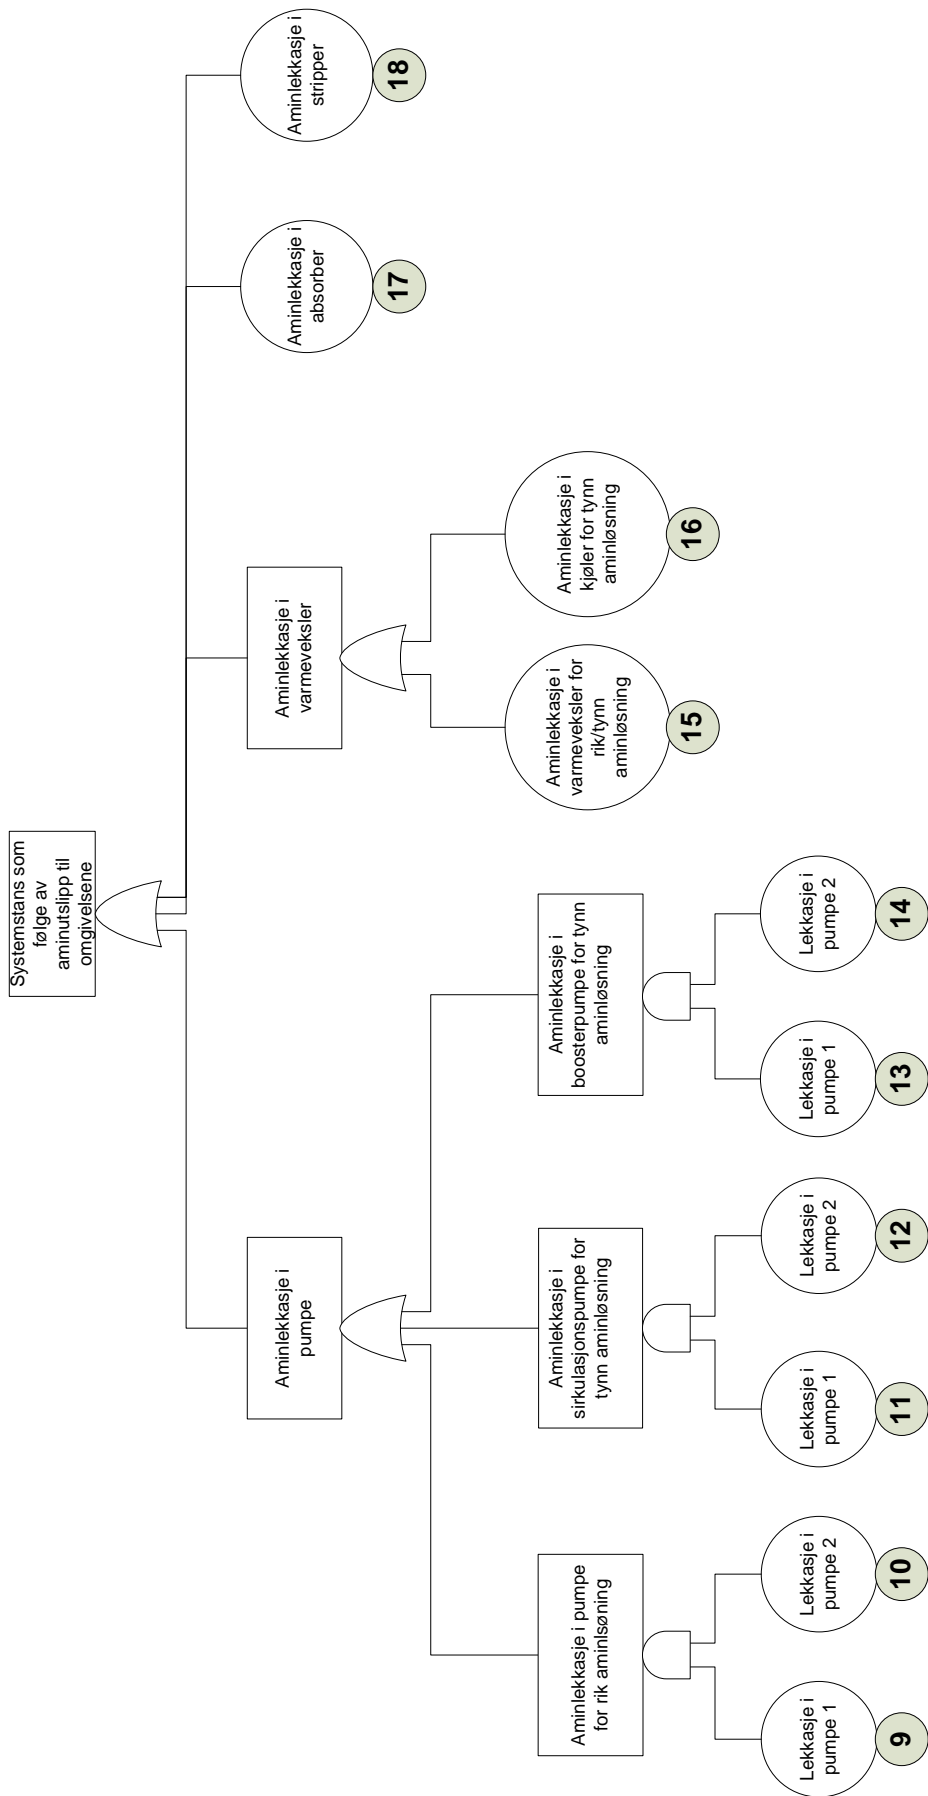 Systemstans som
følge av
aminutslipp til
omgivelsene
Aminlekkasje i
pumpe
Aminlekkasje i
varmeveksler
Aminlekkasje i
absorber
17
Aminlekkasje i
stripper
18
Aminlekkasje i pumpe
for rik aminlsøning
Aminlekkasje i
sirkulasjonspumpe for
tynn aminløsning
Aminlekkasje i
boosterpumpe for tynn
aminløsning
Aminlekkasje i
varmeveksler for
rik/tynn
aminløsning
15
Aminlekkasje i
kjøler for tynn
aminløsning
16
Lekkasje i
pumpe 1
9
Lekkasje i
pumpe 2
10
Lekkasje i
pumpe 1
11
Lekkasje i
pumpe 2
12
Lekkasje i
pumpe 1
13
Lekkasje i
pumpe 2
14